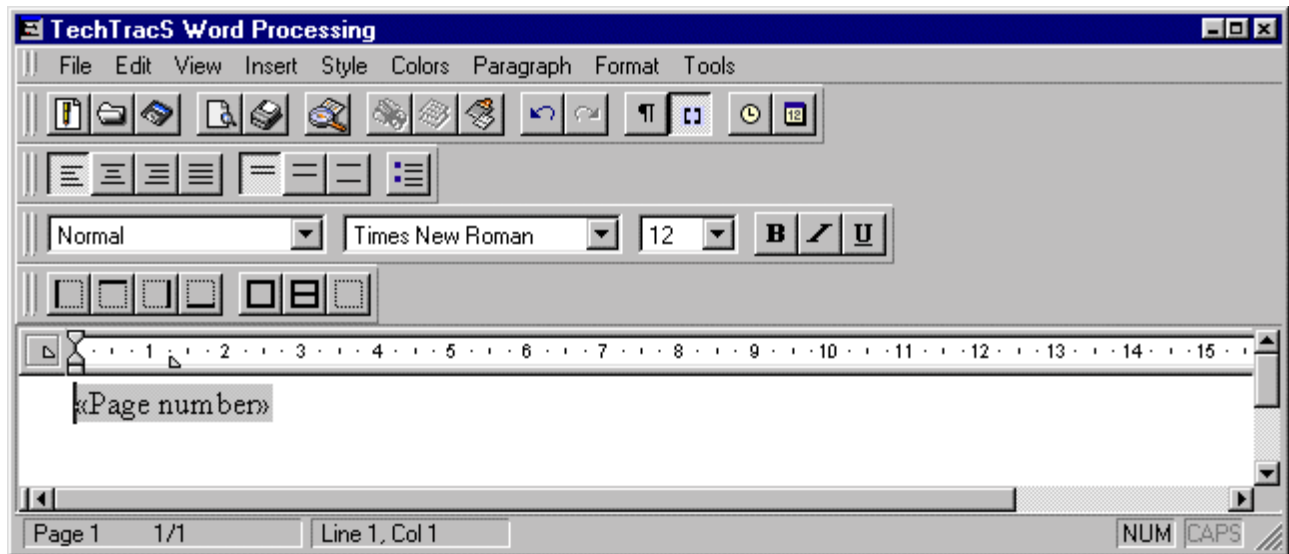 TechTracS Word Processing
File Edit View Insert Style Colors Paragraph Format Tools
¶ 12
Normal Times New Roman 12 B I U
1 2 3 4 5 6 7 8 9 10 11 12 13 14 15
«Page number»
Page 1 1/1 Line 1, Col 1 NUM CAPS